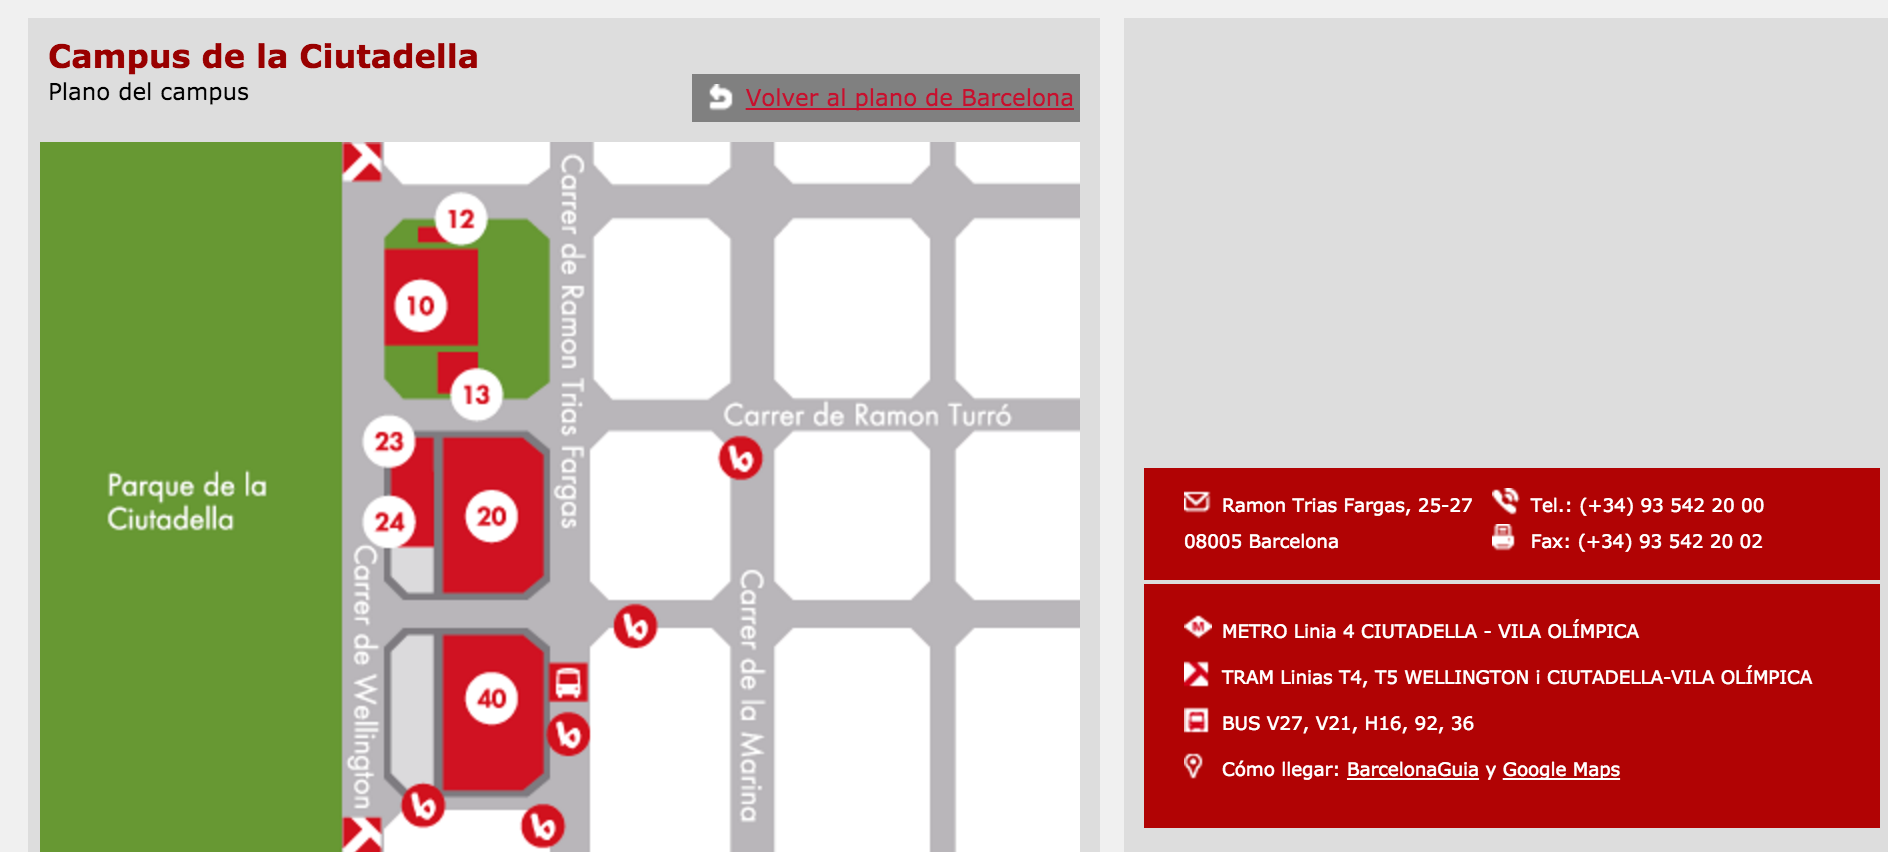 Campus de la Ciutadella
Plano del campus
Volver al plano de Barcelona
12
10
13
23
24
20
40
Carrer de Ramon Trias Fargas
Carrer de Ramon Turró
Parque de la
Ciutadella
Carrer de Wellington
Carrer de la Marina
b
b
b
b
b
Ramon Trias Fargas, 25-27
08005 Barcelona
Tel.: (+34) 93 542 20 00
Fax: (+34) 93 542 20 02
M METRO Linia 4 CIUTADELLA - VILA OLÍMPICA
TRAM Linias T4, T5 WELLINGTON i CIUTADELLA-VILA OLÍMPICA
BUS V27, V21, H16, 92, 36
Cómo llegar: BarcelonaGuia y Google Maps